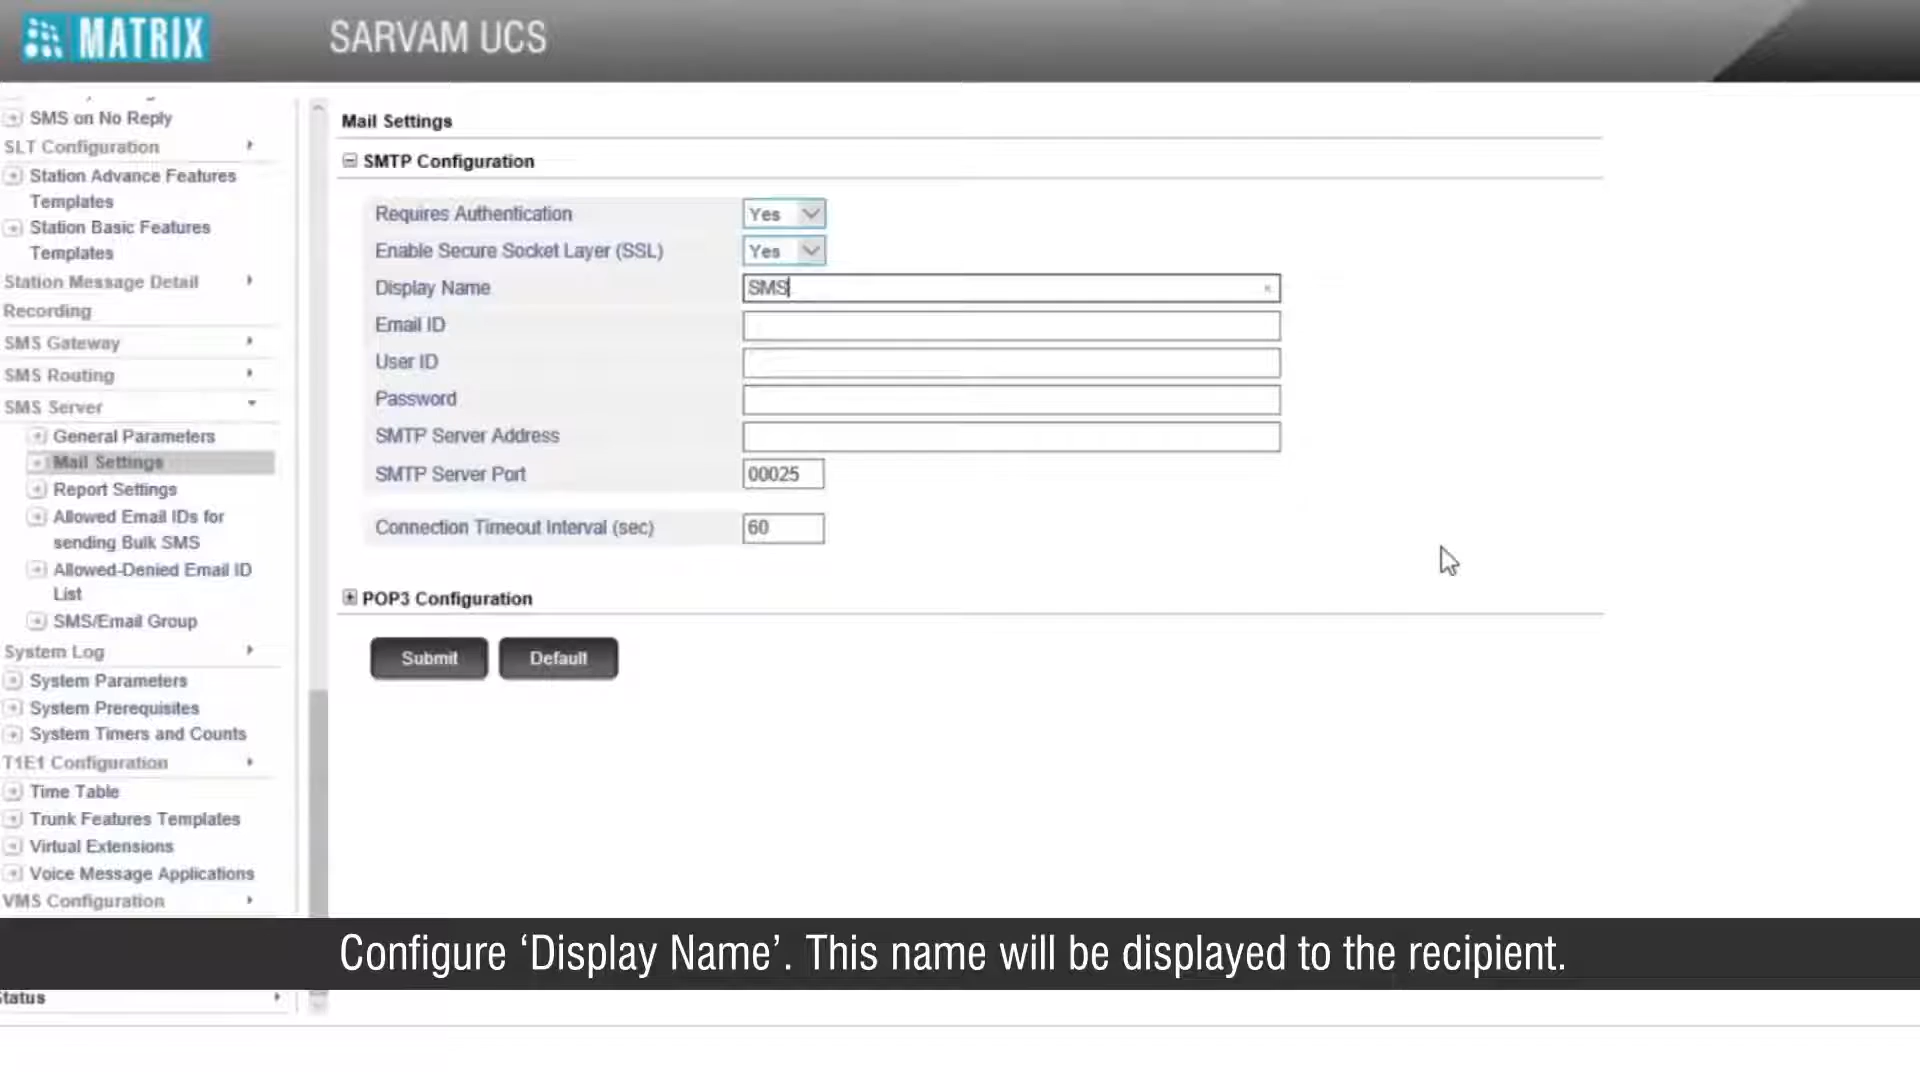 MATRIX
SARVAM UCS
SMS on No Reply
SLT Configuration
Station Advance Features
Templates
Station Basic Features
Templates
Station Message Detail
Recording
SMS Gateway
SMS Routing
SMS Server
General Parameters
Mail Settings
Report Settings
Allowed Email IDs for
sending Bulk SMS
Allowed-Denied Email ID
List
SMS/Email Group
System Log
System Parameters
System Prerequisites
System Timers and Counts
T1E1 Configuration
Time Table
Trunk Features Templates
Virtual Extensions
Voice Message Applications
VMS Configuration
Status
Mail Settings
SMTP Configuration
Requires Authentication Yes
Enable Secure Socket Layer (SSL) Yes
Display Name SMS
Email ID
User ID
Password
SMTP Server Address
SMTP Server Port 00025
Connection Timeout Interval (sec) 60
POP3 Configuration
Submit Default
Configure ‘Display Name’. This name will be displayed to the recipient.